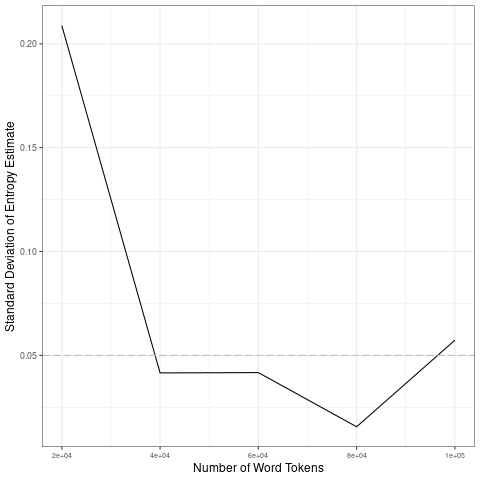 Standard Deviation of Entropy Estimate
0.20
0.15
0.10
0.05
2e+04 4e+04 6e+04 8e+04 1e+05
Number of Word Tokens